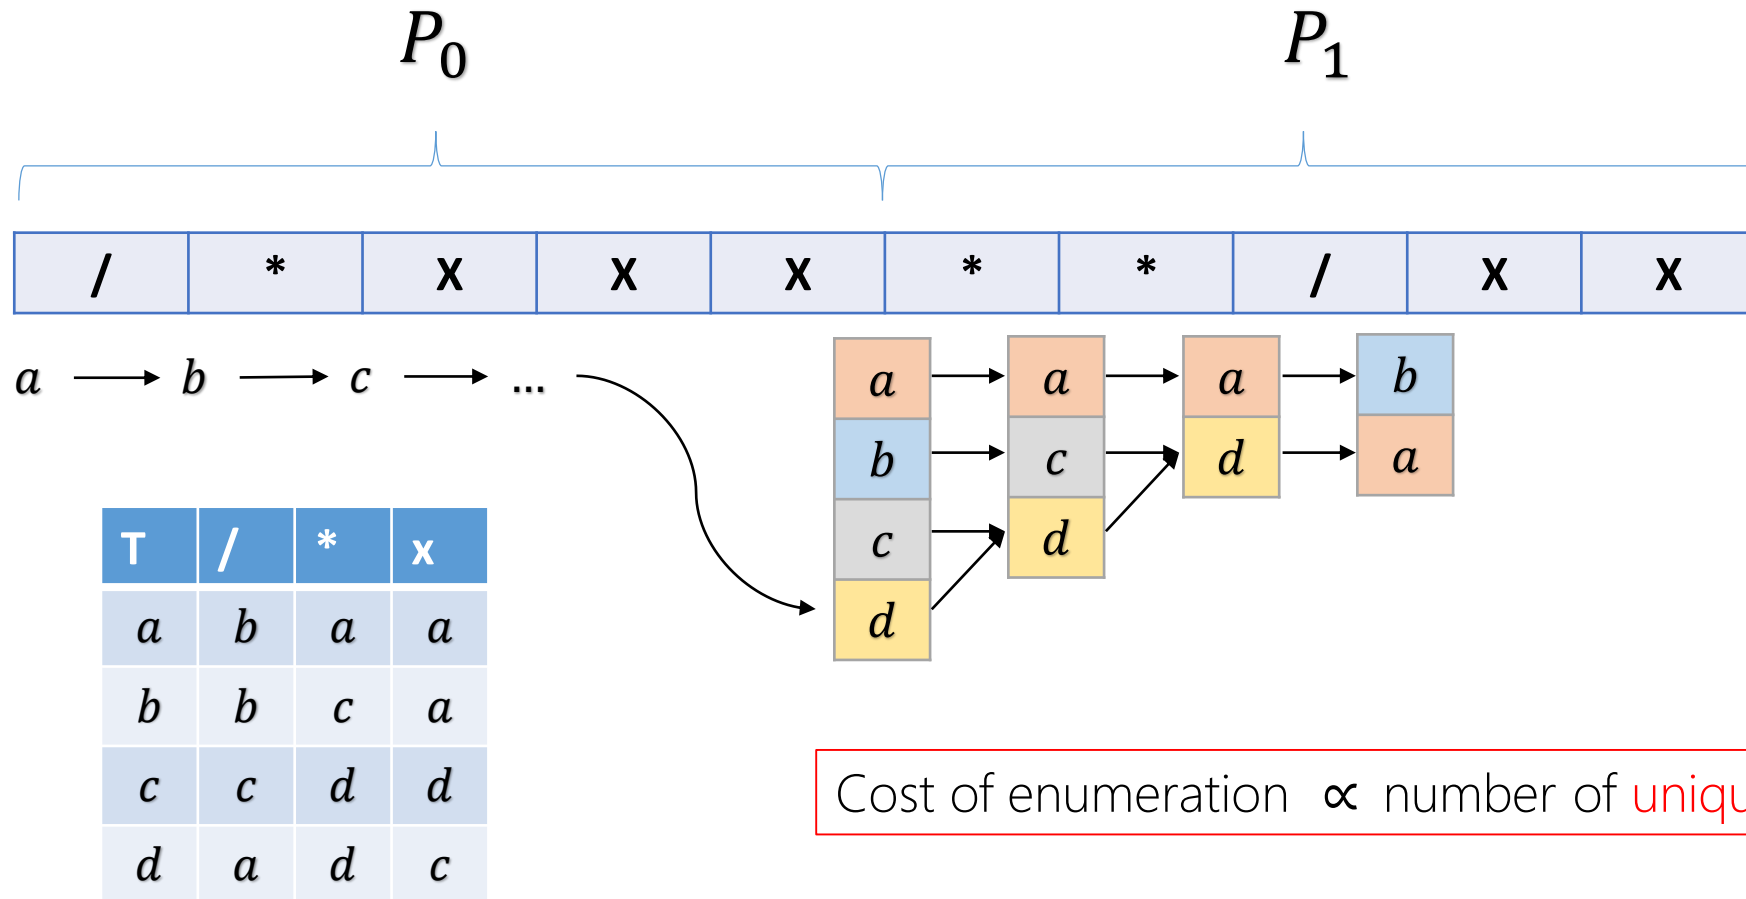 P₀ P₁
/ * X X X * * / X X
a b c ...
a a a b
b c d a
c d
d
T / * x
a b a a
b b c a
c c d d
d a d c
Cost of enumeration ∝ number of